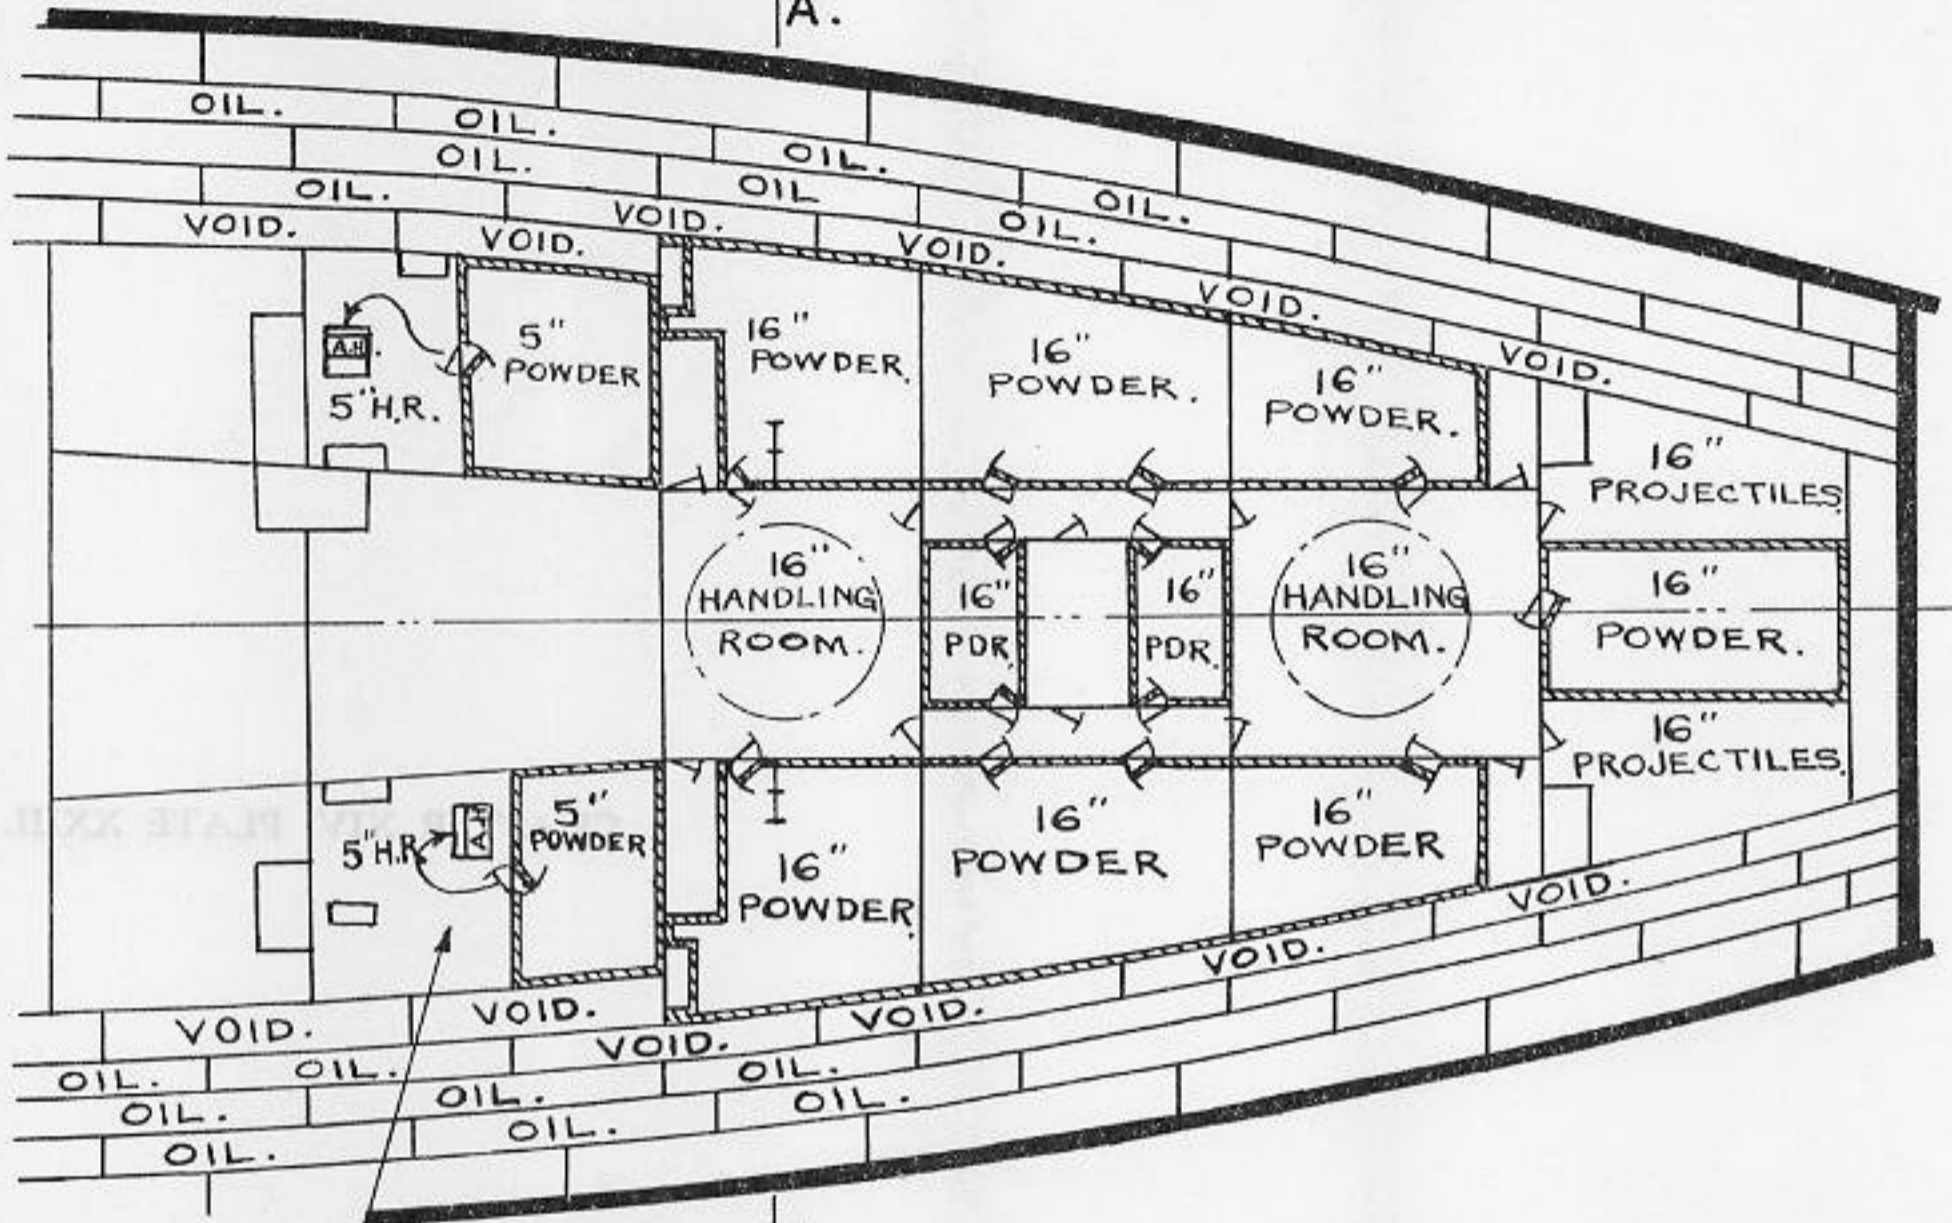 A.
OIL.
OIL.
OIL.
OIL.
OIL.
OIL
OIL.
OIL.
VOID.
VOID.
VOID.
VOID.
VOID.
VOID.
A.H.
5" H.R.
5"
POWDER
16"
POWDER.
16"
POWDER.
16"
POWDER.
16"
PROJECTILES.
16"
HANDLING
ROOM.
16"
PDR.
16"
PDR.
16"
HANDLING
ROOM.
16"
POWDER.
16"
PROJECTILES.
5" H.R.
A.H
5"
POWDER
16"
POWDER.
16"
POWDER
16"
POWDER
VOID.
VOID.
VOID.
VOID.
VOID.
VOID.
OIL.
OIL.
OIL.
OIL.
OIL.
OIL.
OIL.
OIL.
PLATE XXII.